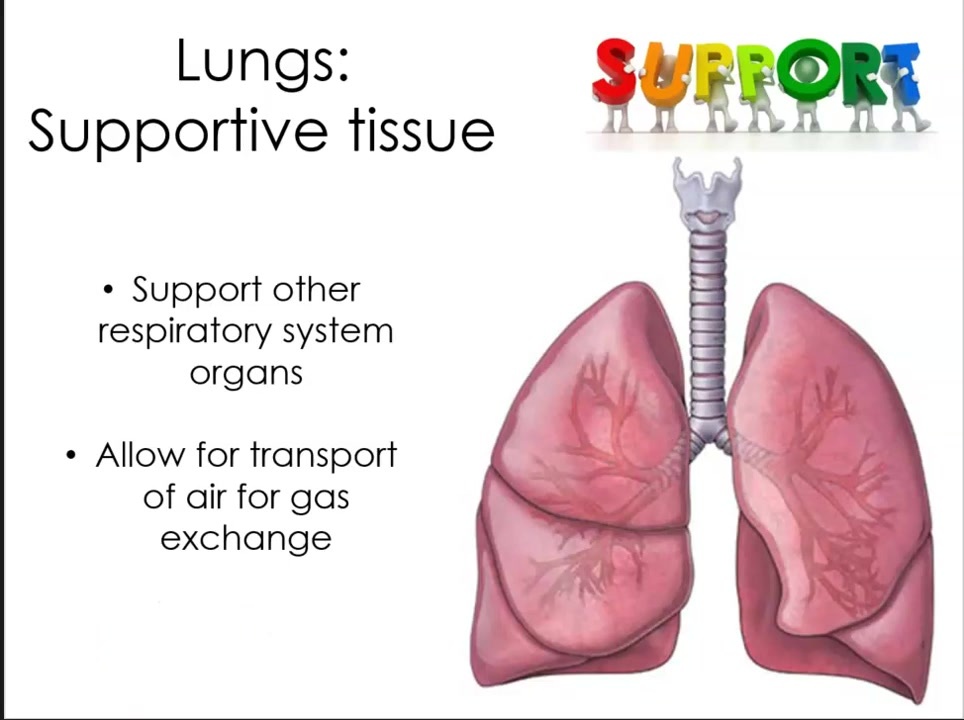 Lungs:
Supportive tissue
SUPPORT
• Support other
respiratory system
organs
• Allow for transport
of air for gas
exchange